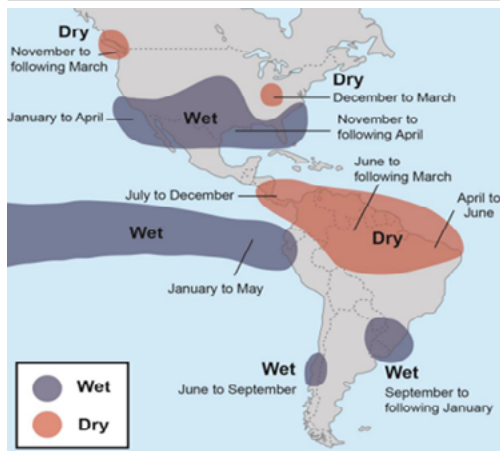 Dry
November to
following March
Dry
December to March
January to April
Wet
November to
following April
June to
following March
July to December
April to
June
Wet
Dry
January to May
Wet
June to September
Wet
September to
following January
Wet
Dry